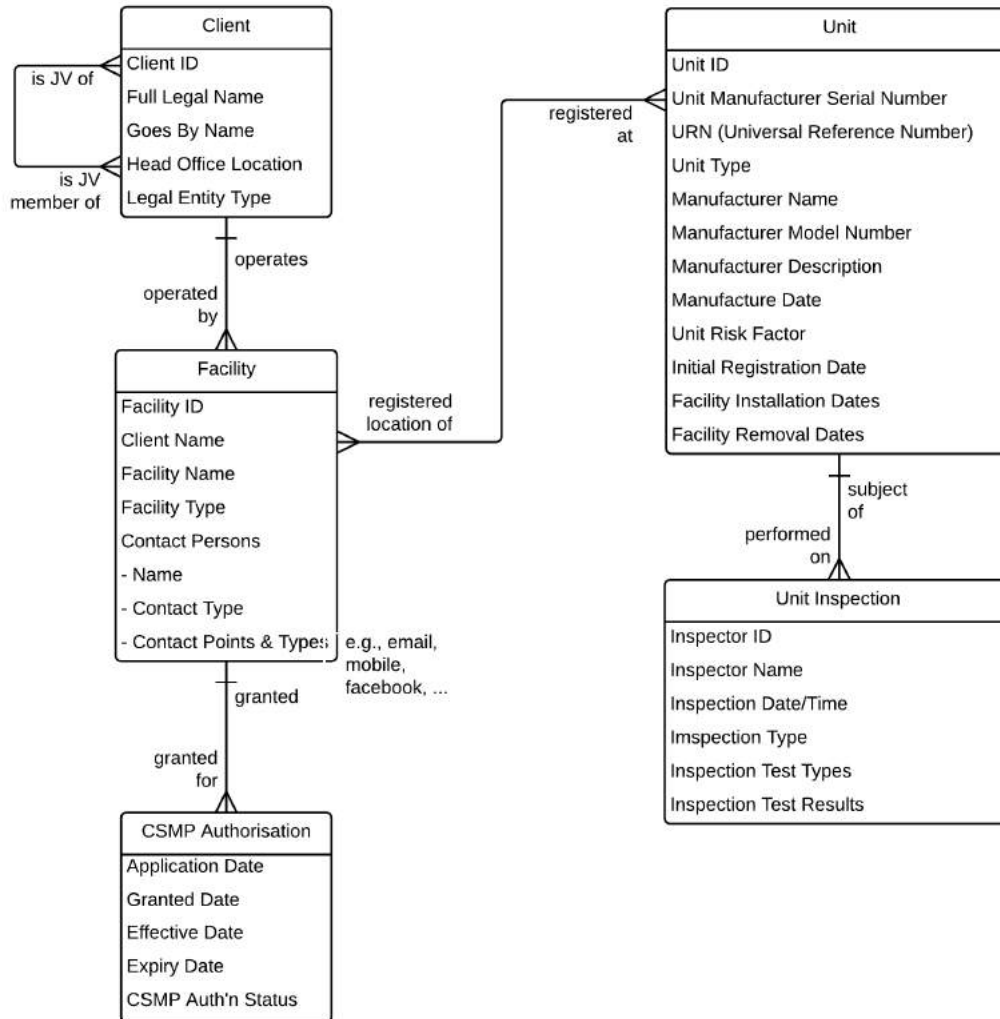 Client
Client ID
Full Legal Name
Goes By Name
Head Office Location
Legal Entity Type
is JV of
is JV
member of
operates
operated
by
Facility
Facility ID
Client Name
Facility Name
Facility Type
Contact Persons
- Name
- Contact Type
- Contact Points & Types
e.g., email,
mobile,
facebook, ...
registered
location of
registered
at
granted
granted
for
CSMP Authorisation
Application Date
Granted Date
Effective Date
Expiry Date
CSMP Auth'n Status
Unit
Unit ID
Unit Manufacturer Serial Number
URN (Universal Reference Number)
Unit Type
Manufacturer Name
Manufacturer Model Number
Manufacturer Description
Manufacture Date
Unit Risk Factor
Initial Registration Date
Facility Installation Dates
Facility Removal Dates
subject
of
performed
on
Unit Inspection
Inspector ID
Inspector Name
Inspection Date/Time
Imspection Type
Inspection Test Types
Inspection Test Results